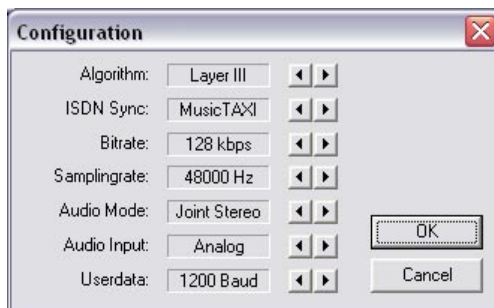 Configuration
Algorithm: Layer III
ISDN Sync: MusicTAXI
Bitrate: 128 kbps
Samplingrate: 48000 Hz
Audio Mode: Joint Stereo
Audio Input: Analog
OK
Userdata: 1200 Baud
Cancel